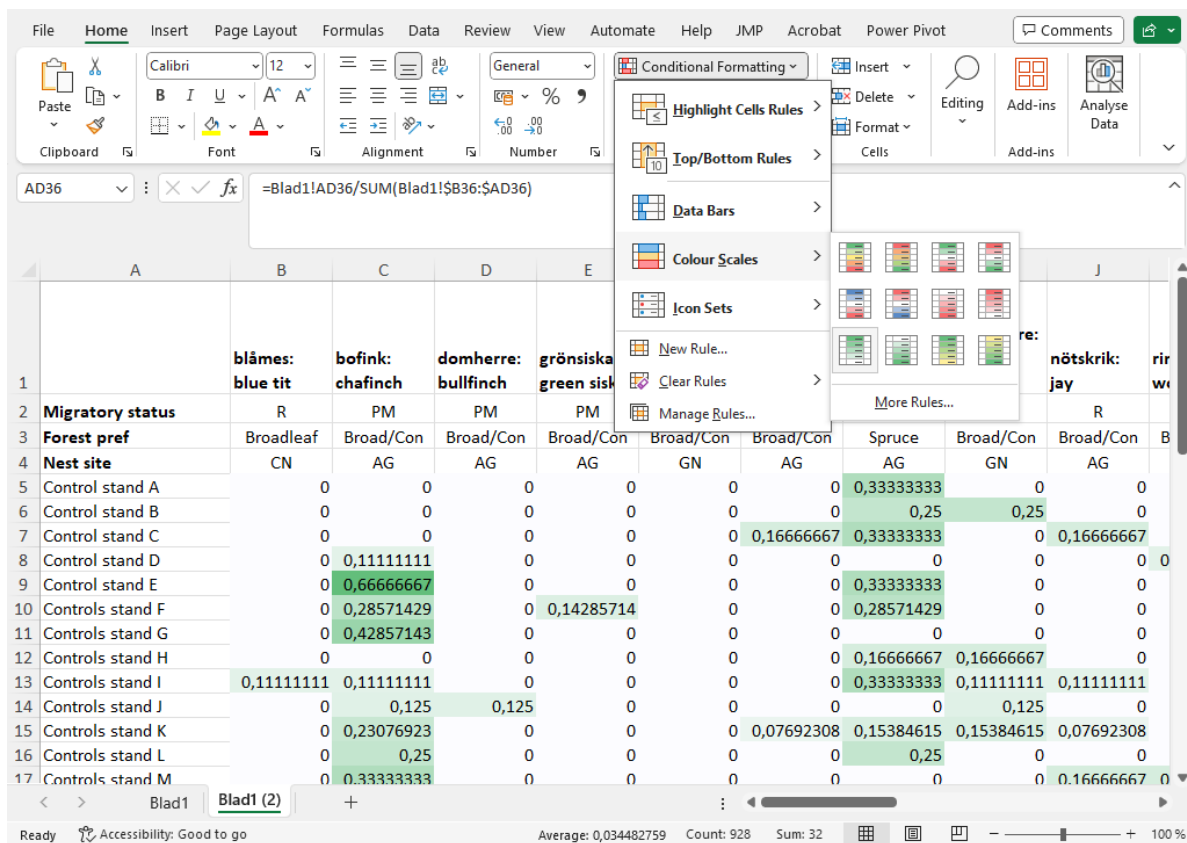 File Home Insert Page Layout Formulas Data Review View Automate Help JMP Acrobat Power Pivot Comments
Calibri 12 General Conditional Formatting Insert
Paste B I U A A % 9 Delete Editing Add-ins Analyse Data
Format
Clipboard Font Alignment Number Cells Add-ins
Highlight Cells Rules
Top/Bottom Rules
Data Bars
Colour Scales
Icon Sets
New Rule...
Clear Rules
Manage Rules...
More Rules...
AD36 fx =Blad1!AD36/SUM(Blad1!$B36:$AD36)
A B C D E J
1 blåmes: blue tit bofink: chafinch domherre: bullfinch grönsiska green sisk re: nötskrik: jay
2 Migratory status R PM PM PM R
3 Forest pref Broadleaf Broad/Con Broad/Con Broad/Con Broad/Con Broad/Con Spruce Broad/Con Broad/Con B
4 Nest site CN AG AG AG GN AG AG GN AG
5 Control stand A 0 0 0 0 0 0 0,33333333 0 0
6 Control stand B 0 0 0 0 0 0 0,25 0,25 0
7 Control stand C 0 0 0 0 0 0,16666667 0,33333333 0 0,16666667
8 Control stand D 0 0,11111111 0 0 0 0 0 0 0 0
9 Control stand E 0 0,66666667 0 0 0 0 0,33333333 0 0
10 Controls stand F 0 0,28571429 0 0,14285714 0 0 0,28571429 0 0
11 Controls stand G 0 0,42857143 0 0 0 0 0 0 0
12 Controls stand H 0 0 0 0 0 0 0,16666667 0,16666667 0
13 Controls stand I 0,11111111 0,11111111 0 0 0 0 0,33333333 0,11111111 0,11111111
14 Controls stand J 0 0,125 0,125 0 0 0 0 0,125 0
15 Controls stand K 0 0,23076923 0 0 0 0,07692308 0,15384615 0,15384615 0,07692308
16 Controls stand L 0 0,25 0 0 0 0 0,25 0 0
17 Controls stand M 0 0,33333333 0 0 0 0 0 0 0,16666667 0
Blad1 Blad1 (2)
Ready Accessibility: Good to go Average: 0,034482759 Count: 928 Sum: 32 100 %